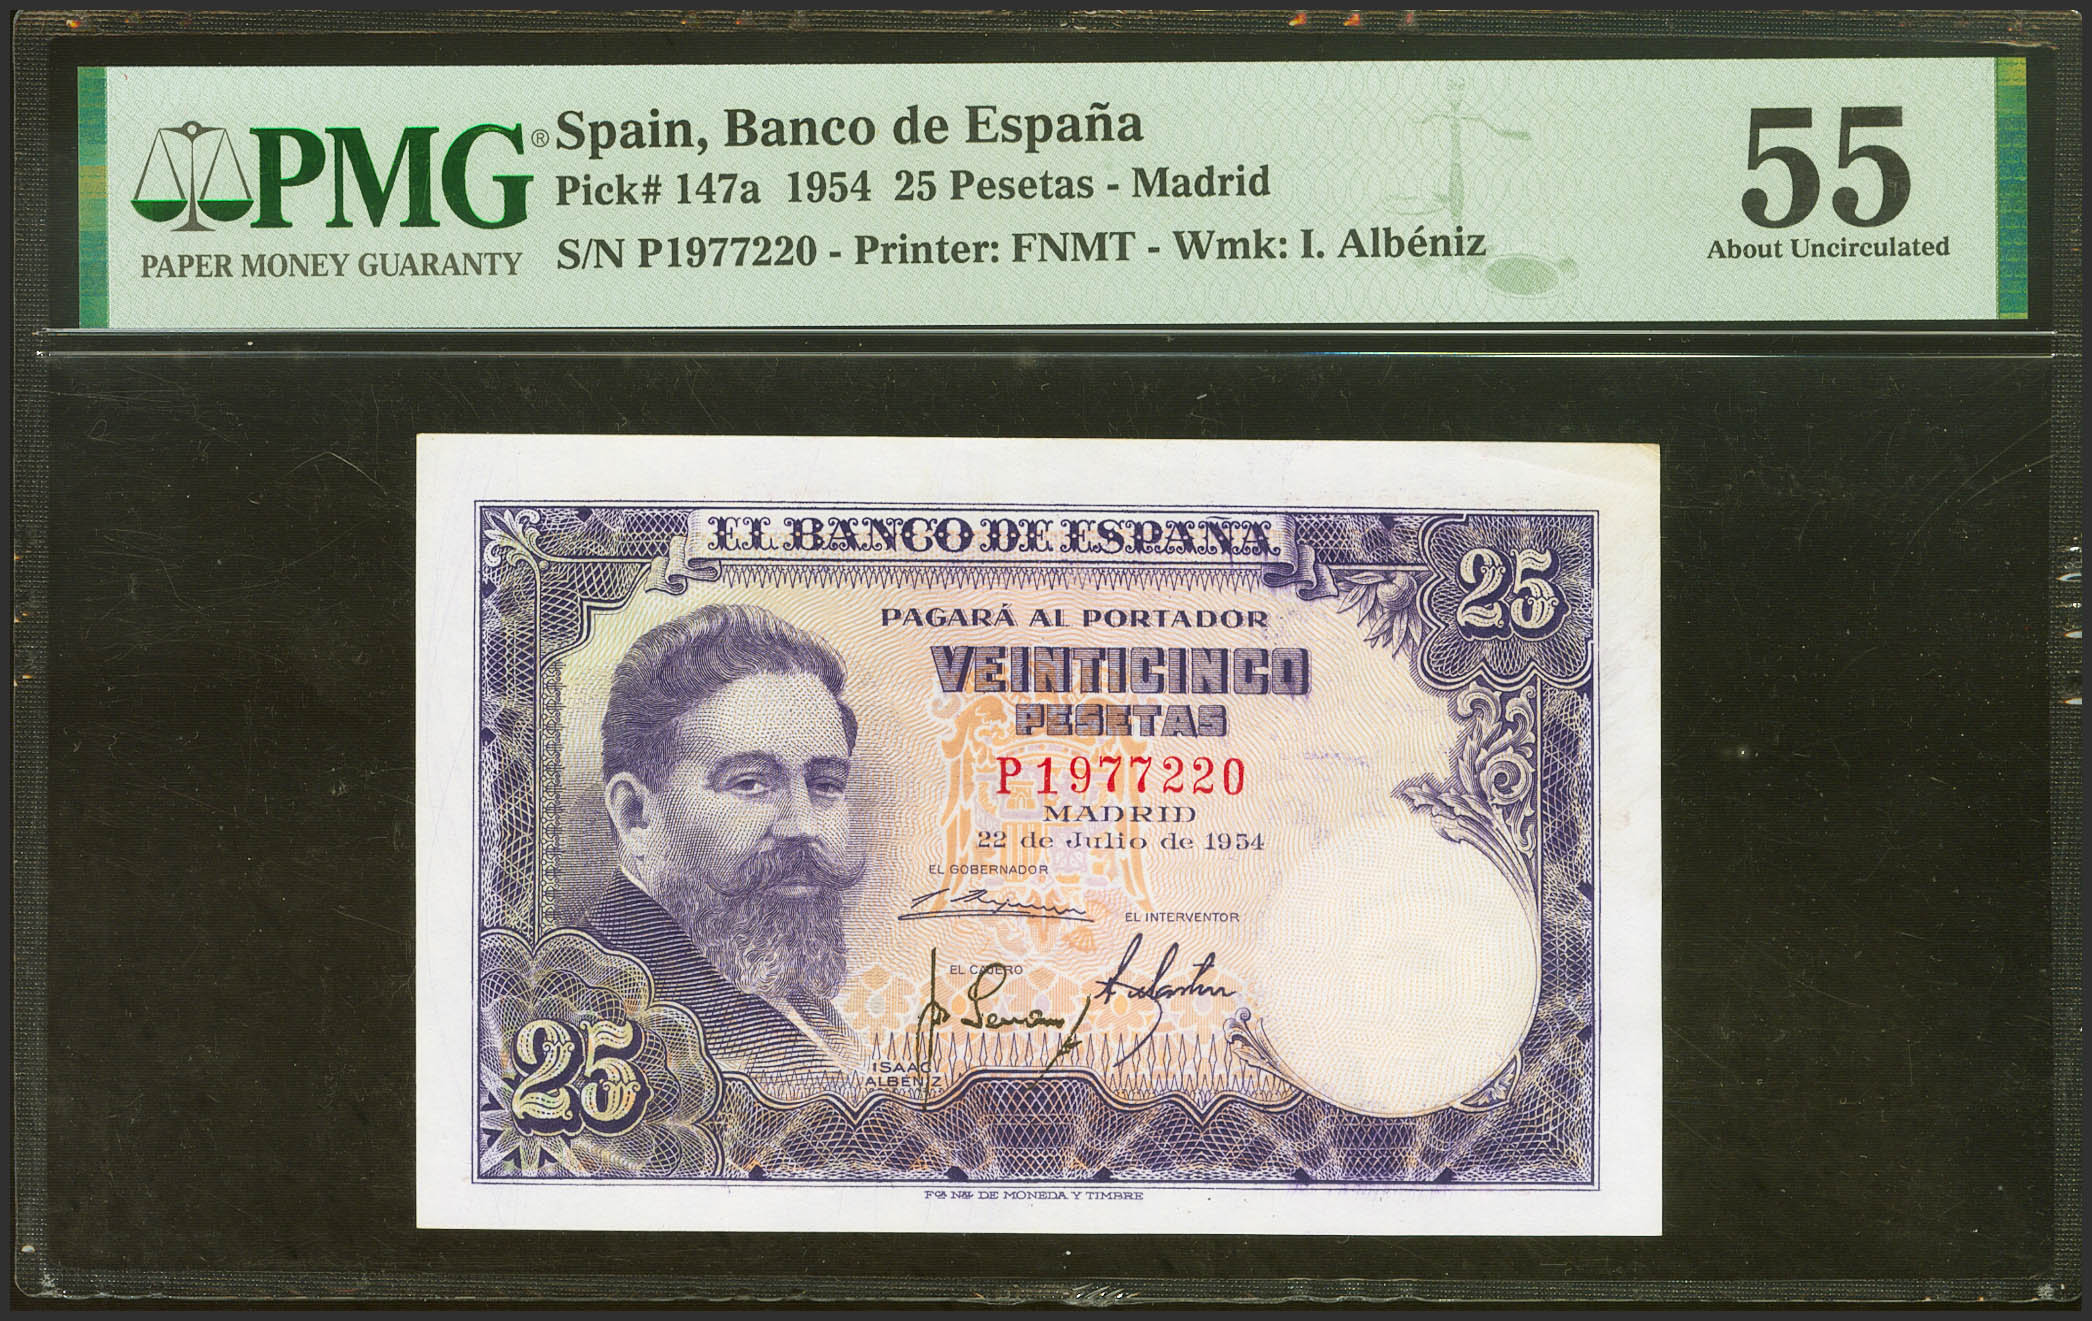 PMG®
PAPER MONEY GUARANTY
Spain, Banco de España
Pick# 147a 1954 25 Pesetas - Madrid
S/N P1977220 - Printer: FNMT - Wmk: I. Albéniz
55
About Uncirculated
EL BANCO DE ESPAÑA
25
PAGARÁ AL PORTADOR
VEINTICINCO
PESETAS
P1977220
MADRID
22 de Julio de 1954
EL GOBERNADOR
EL INTERVENTOR
EL CAJERO
ISAAC
ALBENIZ
25
Fca Nal DE MONEDA Y TIMBRE